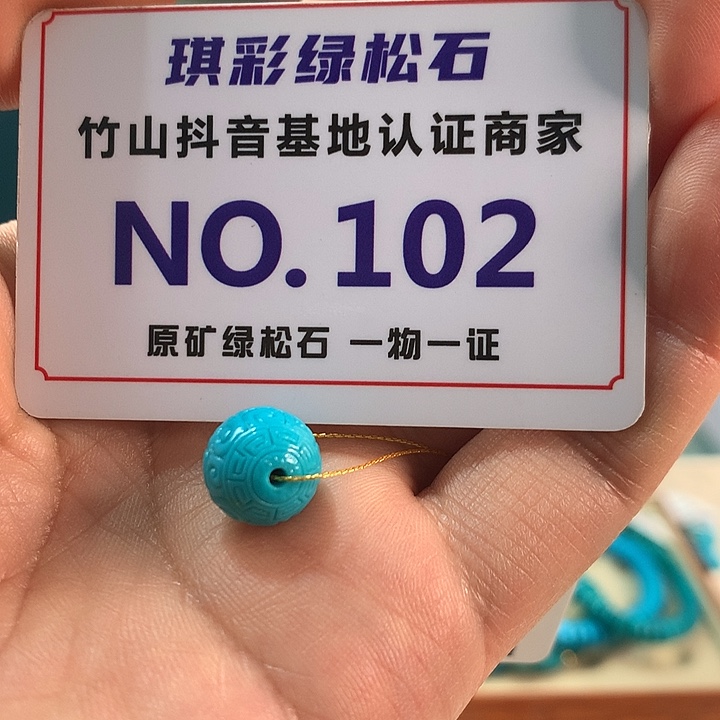 琪彩绿松石
竹山抖音基地认证商家
NO.102
原矿绿松石 一物一证